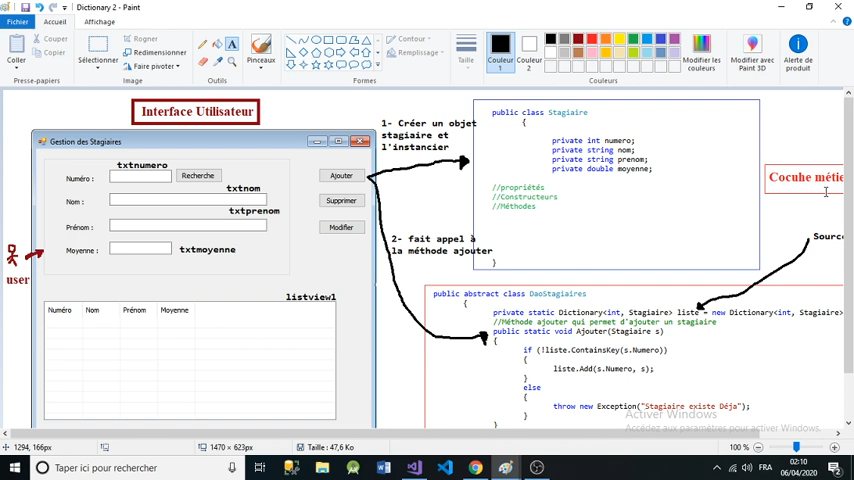 Dictionary 2 - Paint
Fichier Accueil Affichage
Coller
Couper
Copier
Presse-papiers
Sélectionner
Rogner
Redimensionner
Faire pivoter
Image
A
Outils
Pinceaux
Contour
Remplissage
Formes
Taille
Couleur 1
Couleur 2
Couleurs
Modifier les couleurs
Modifier avec Paint 3D
Alerte de produit
Interface Utilisateur
Gestion des Stagiaires
txtnumero
Numéro :
Recherche
Ajouter
txtnom
Nom :
Supprimer
txtprenom
Prénom :
Modifier
Moyenne :
txtmoyenne
user
listview1
Numéro Nom Prénom Moyenne
1- Créer un objet
stagiaire et
l'instancier
2- fait appel à
la méthode ajouter
public class Stagiaire
{
private int numero;
private string nom;
private string prenom;
private double moyenne;
//propriétés
//Constructeurs
//Méthodes
}
Cocuhe métie
Source
public abstract class DaoStagiaires
{
private static Dictionary<int, Stagiaire> liste = new Dictionary<int, Stagiaire>
//Méthode ajouter qui permet d'ajouter un stagiaire
public static void Ajouter(Stagiaire s)
{
if (!liste.ContainsKey(s.Numero))
{
liste.Add(s.Numero, s);
}
else
{
throw new Exception("Stagiaire existe Déja");
}
Activer Windows
Accédez aux paramètres pour activer Windows.
1294, 166px
1470 × 623px
Taille : 47,6 Ko
100 %
Taper ici pour rechercher
FRA
02:10
06/04/2020
2